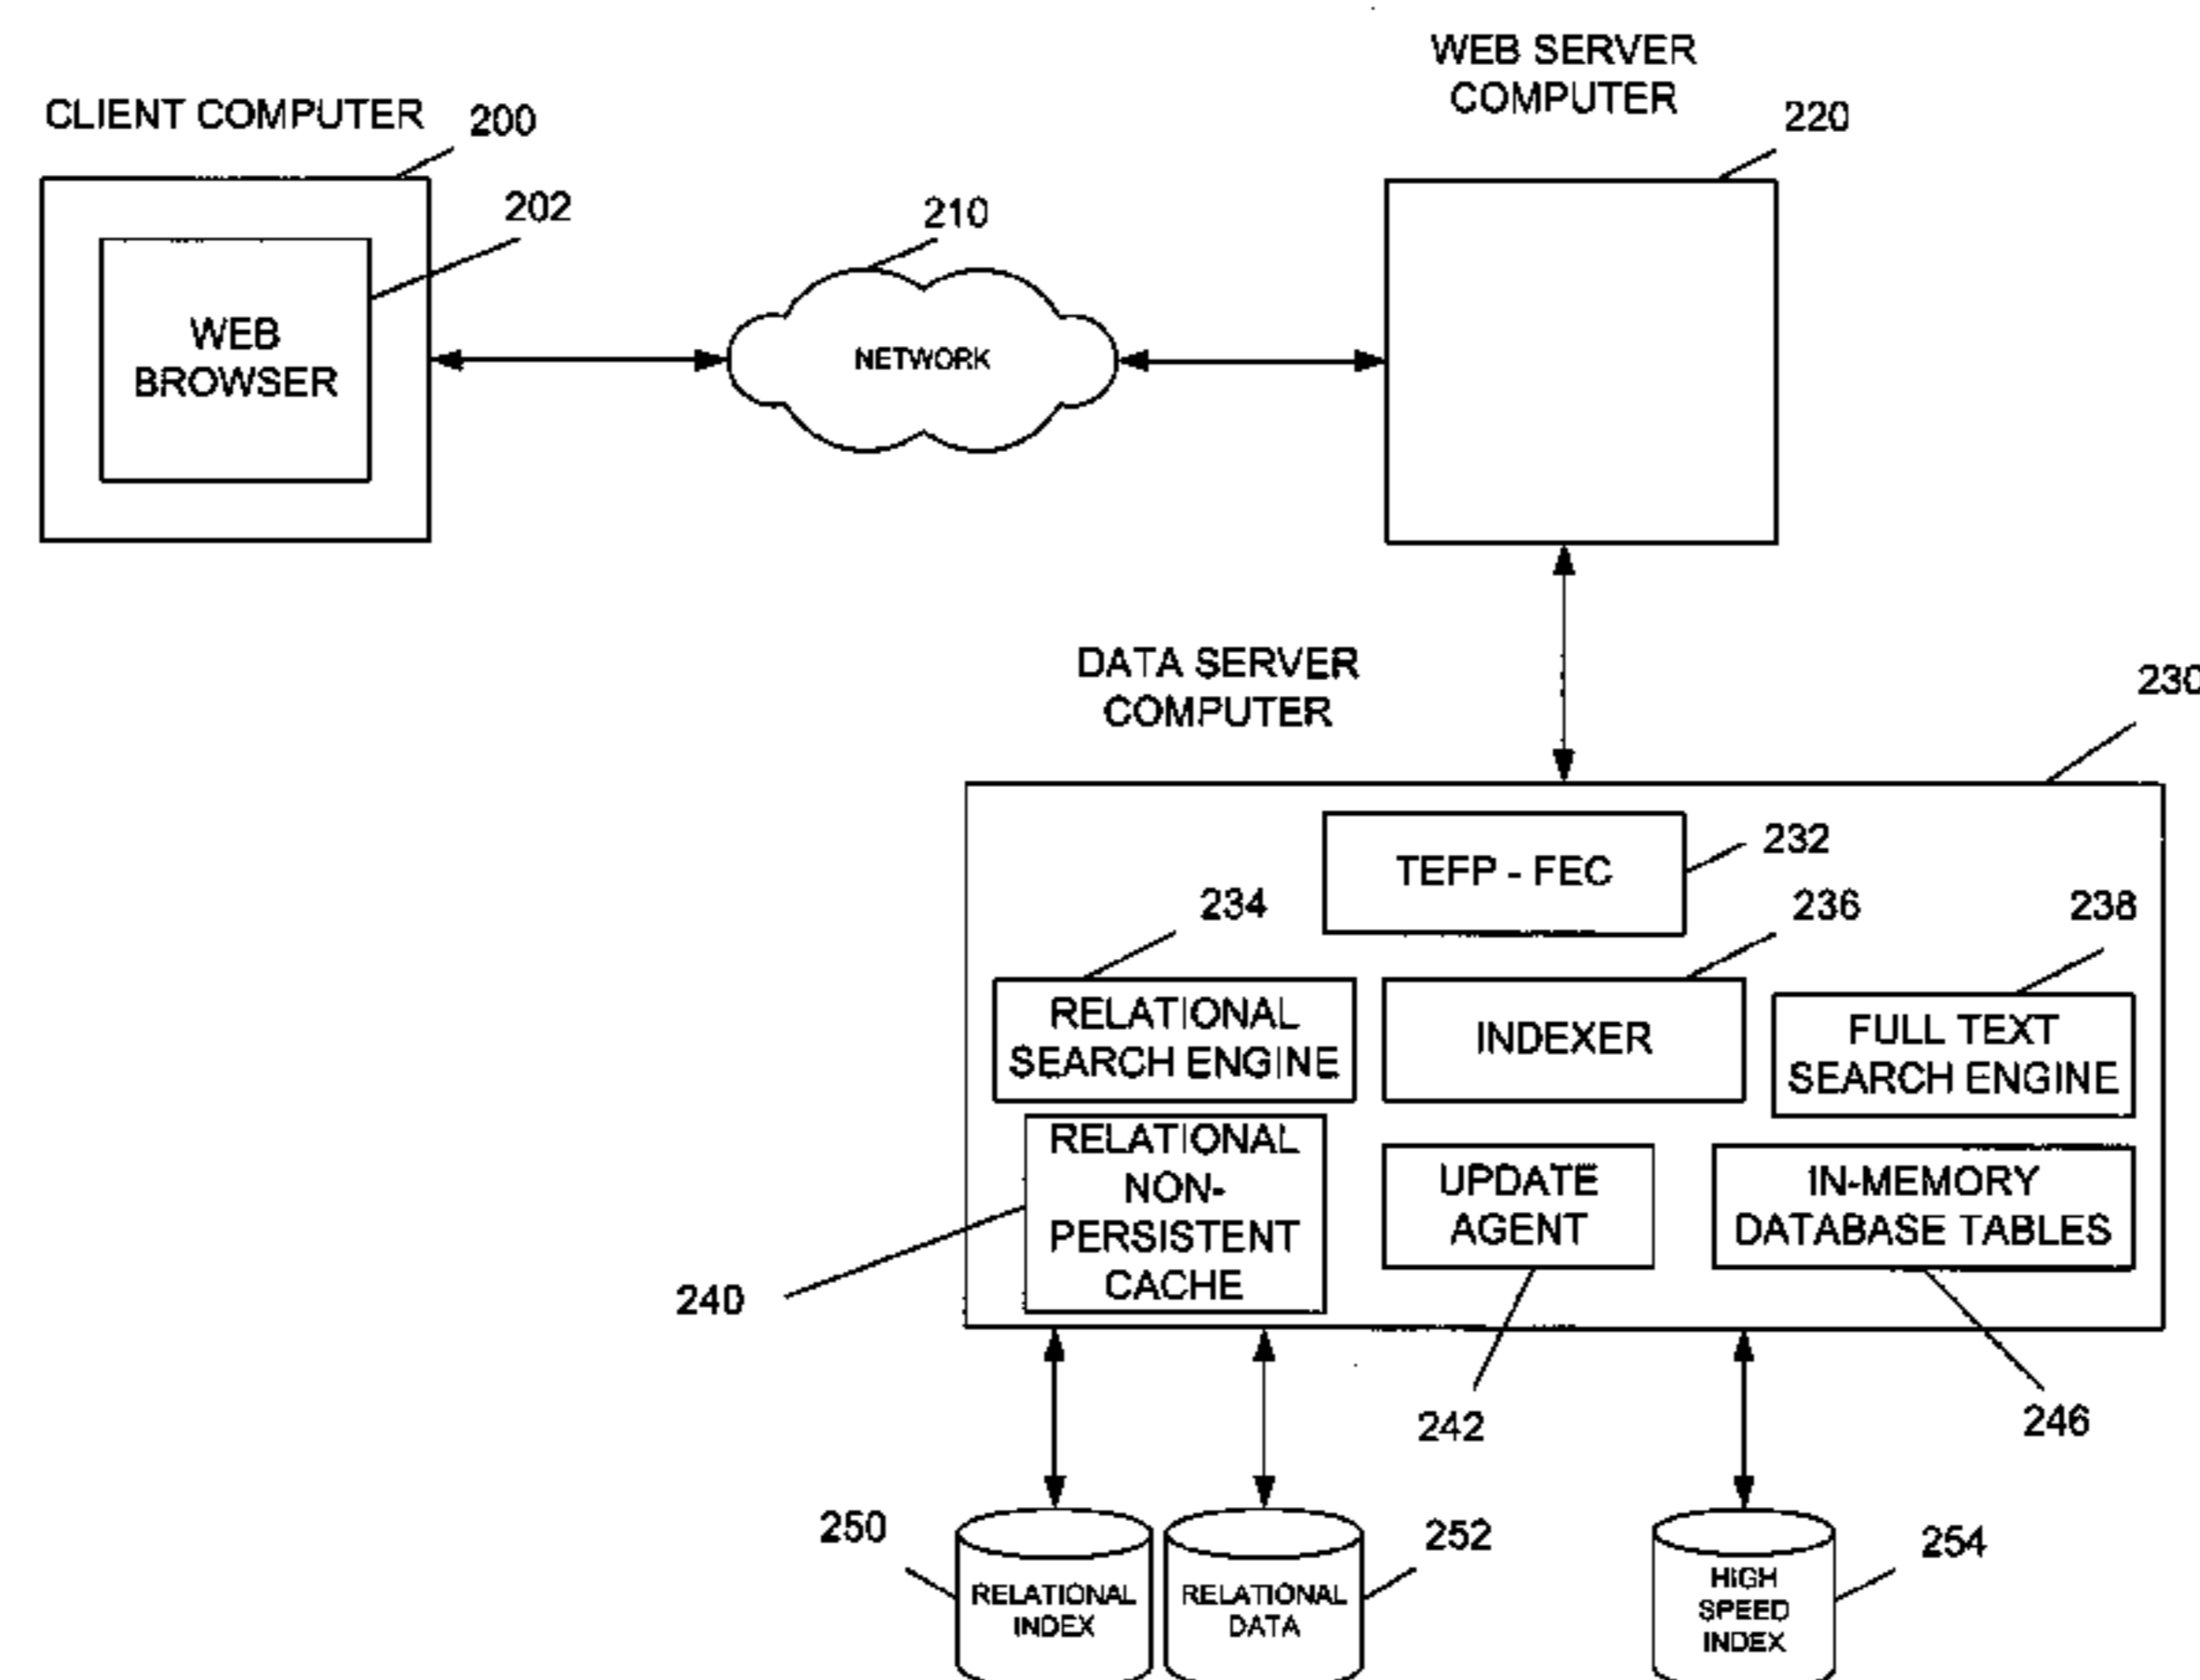 WEB SERVER
COMPUTER
CLIENT COMPUTER
200
220
202
210
WEB
BROWSER
NETWORK
DATA SERVER
COMPUTER
230
TEFP - FEC
232
234
236
238
RELATIONAL
SEARCH ENGINE
INDEXER
FULL TEXT
SEARCH ENGINE
RELATIONAL
NON-
PERSISTENT
CACHE
UPDATE
AGENT
IN-MEMORY
DATABASE TABLES
240
242
246
250
252
254
RELATIONAL
INDEX
RELATIONAL
DATA
HIGH
SPEED
INDEX